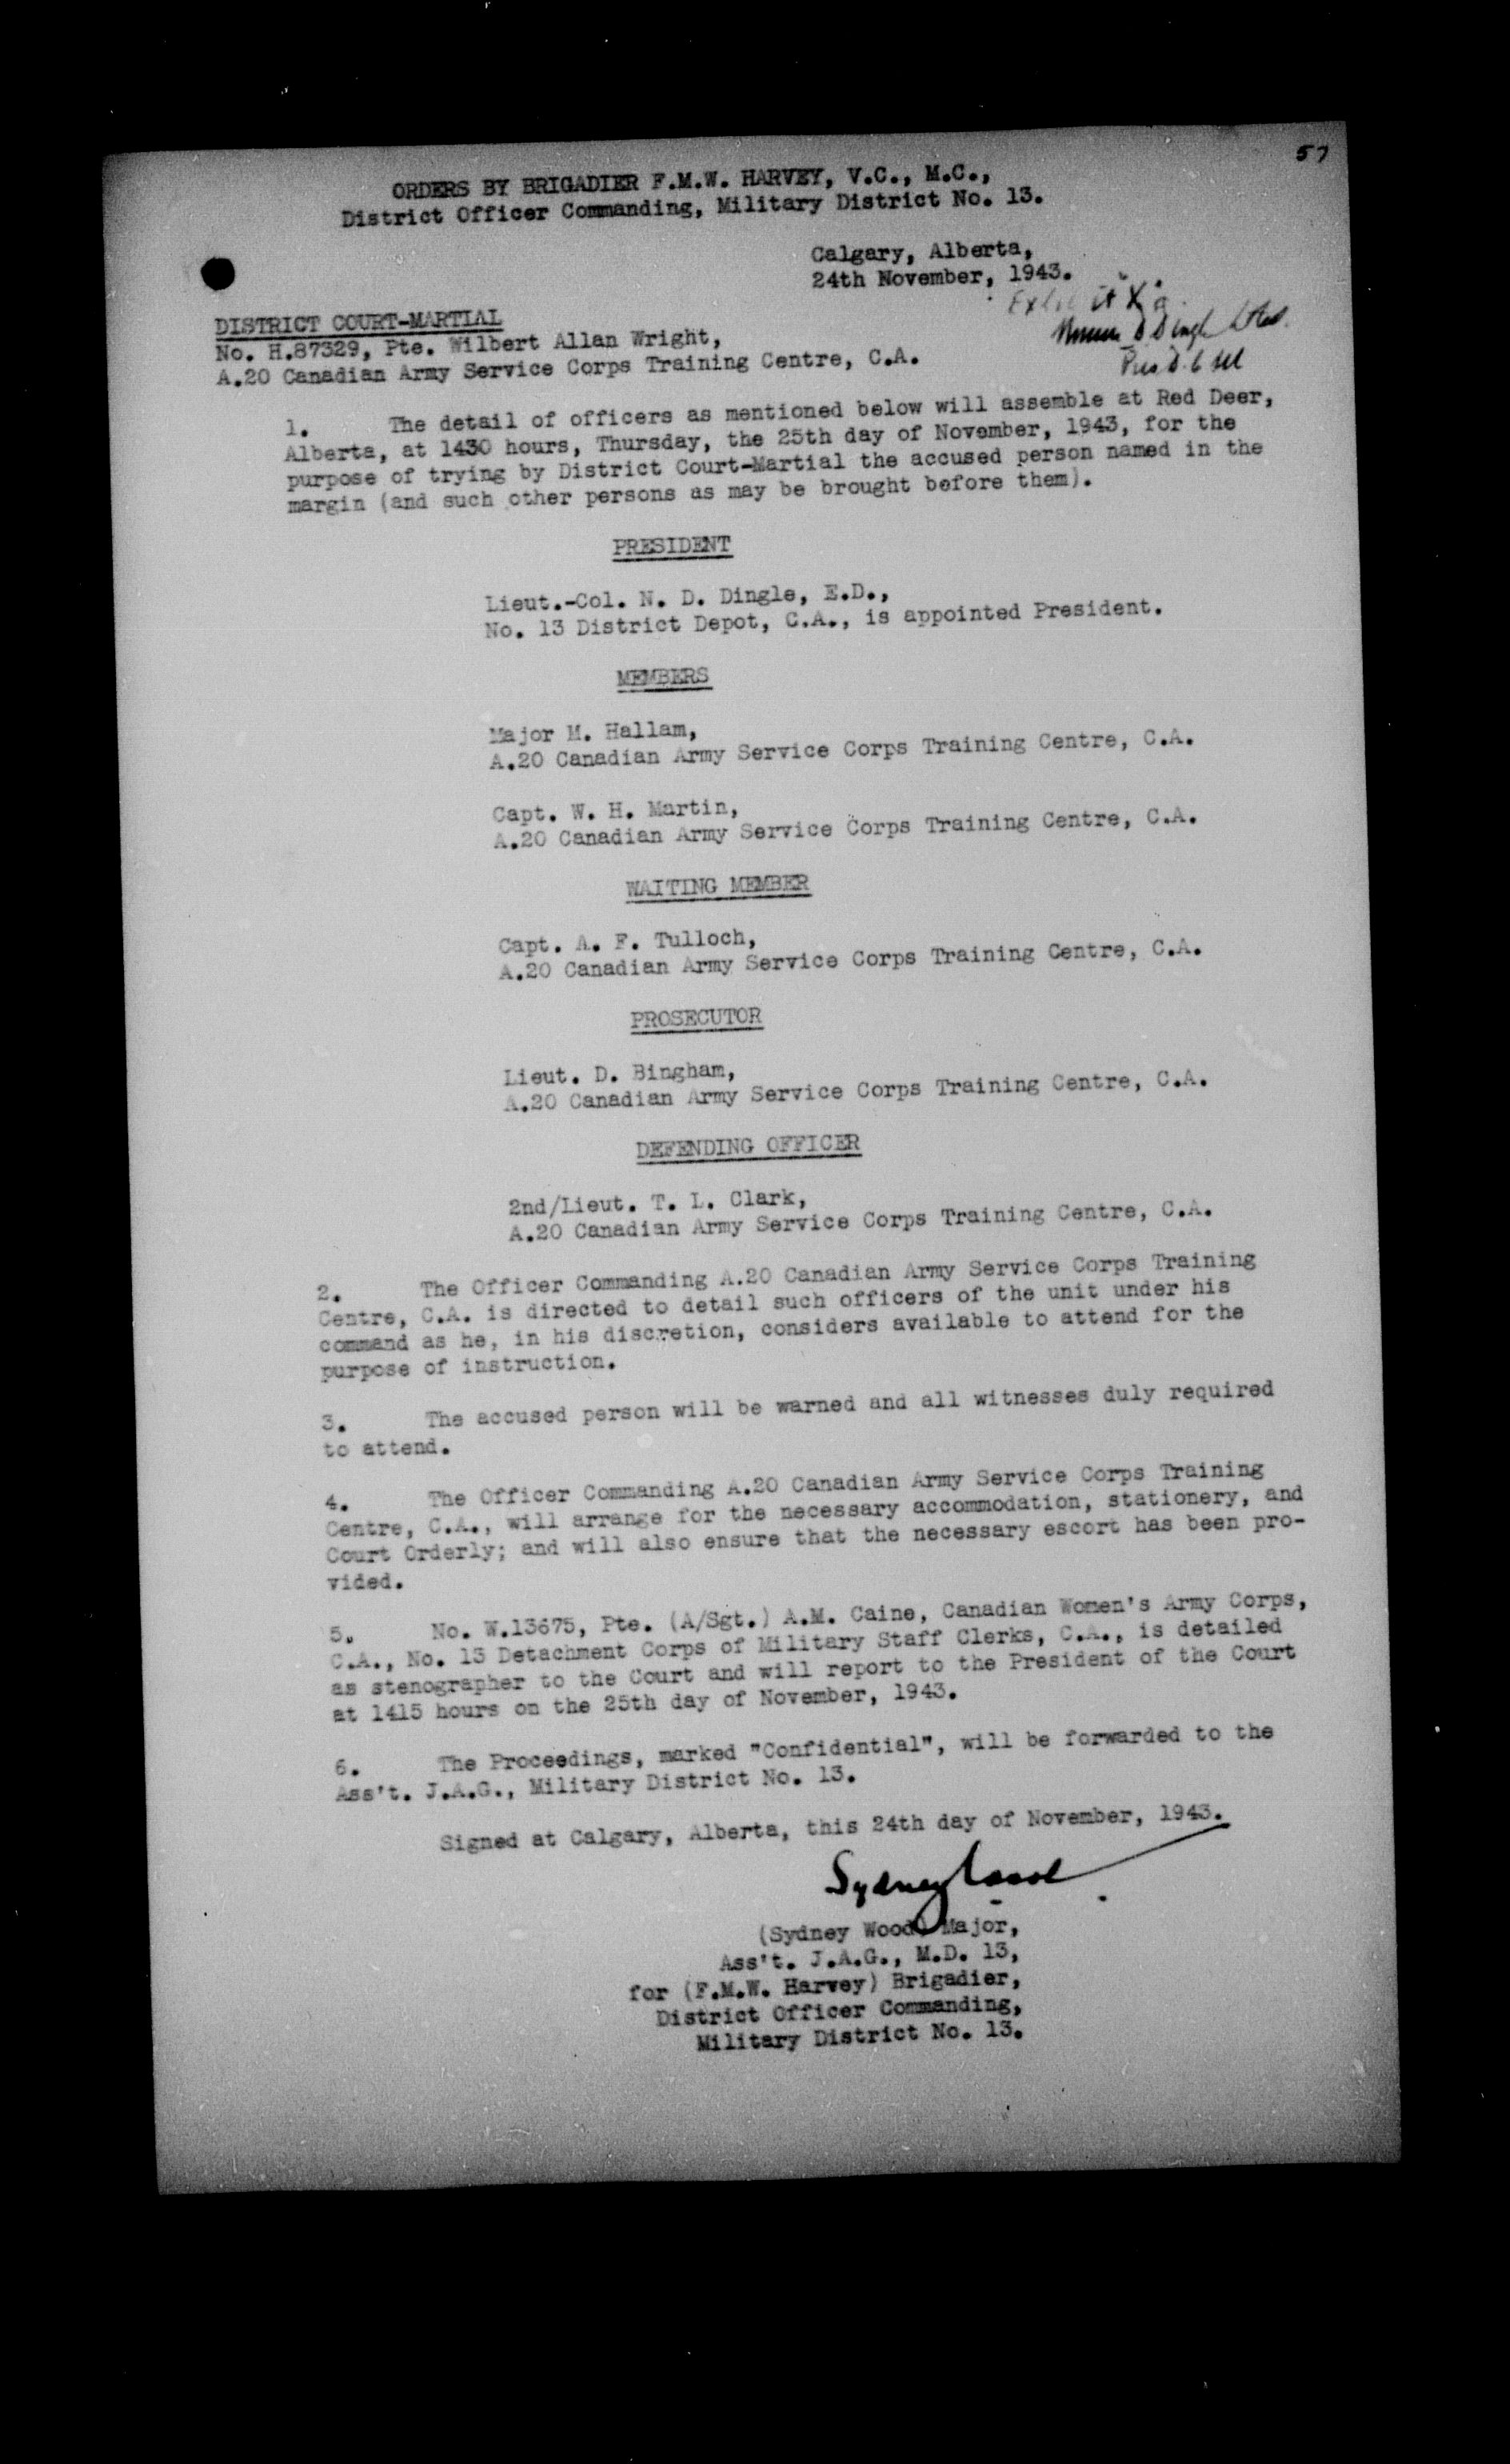 57
ORDERS BY BRIGADIER F.M.W. HARVEY, V.C., M.C.,
District Officer Commanding, Military District No. 13.
Calgary, Alberta,
24th November, 1943.
Exhibit "X"
DISTRICT COURT-MARTIAL
No. H.87329, Pte. Wilbert Allan Wright,
A.20 Canadian Army Service Corps Training Centre, C.A.
1. The detail of officers as mentioned below will assemble at Red Deer,
Alberta, at 1430 hours, Thursday, the 25th day of November, 1943, for the
purpose of trying by District Court-Martial the accused person named in the
margin (and such other persons as may be brought before them).
PRESIDENT
Lieut.-Col. N. D. Dingle, E.D.,
No. 13 District Depot, C.A., is appointed President.
MEMBERS
Major M. Hallam,
A.20 Canadian Army Service Corps Training Centre, C.A.
Capt. W. H. Martin,
A.20 Canadian Army Service Corps Training Centre, C.A.
WAITING MEMBER
Capt. A. F. Tulloch,
A.20 Canadian Army Service Corps Training Centre, C.A.
PROSECUTOR
Lieut. D. Bingham,
A.20 Canadian Army Service Corps Training Centre, C.A.
DEFENDING OFFICER
2nd/Lieut. T. L. Clark,
A.20 Canadian Army Service Corps Training Centre, C.A.
2. The Officer Commanding A.20 Canadian Army Service Corps Training
Centre, C.A. is directed to detail such officers of the unit under his
command as he, in his discretion, considers available to attend for the
purpose of instruction.
3. The accused person will be warned and all witnesses duly required
to attend.
4. The Officer Commanding A.20 Canadian Army Service Corps Training
Centre, C.A., will arrange for the necessary accommodation, stationery, and
Court Orderly; and will also ensure that the necessary escort has been pro-
vided.
5. No. W.13675, Pte. (A/Sgt.) A.M. Caine, Canadian Women's Army Corps,
C.A., No. 13 Detachment Corps of Military Staff Clerks, C.A., is detailed
as stenographer to the Court and will report to the President of the Court
at 1415 hours on the 25th day of November, 1943.
6. The Proceedings, marked "Confidential", will be forwarded to the
Ass't. J.A.G., Military District No. 13.
Signed at Calgary, Alberta, this 24th day of November, 1943.
Sydney Wood
(Sydney Wood) Major,
Ass't. J.A.G., M.D. 13,
for (F.M.W. Harvey) Brigadier,
District Officer Commanding,
Military District No. 13.